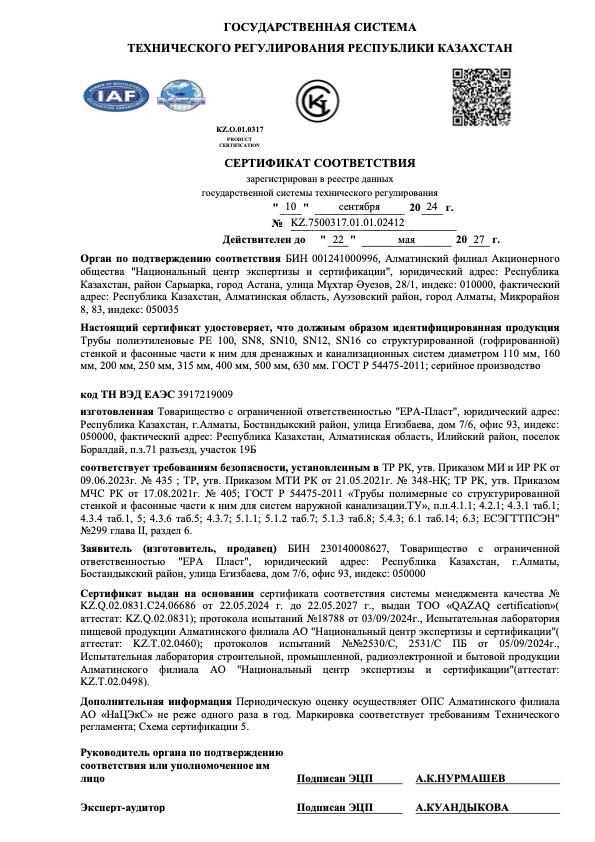 ГОСУДАРСТВЕННАЯ СИСТЕМА
ТЕХНИЧЕСКОГО РЕГУЛИРОВАНИЯ РЕСПУБЛИКИ КАЗАХСТАН
IAF
KZ.O.01.0317
PRODUCT
CERTIFICATION
СЕРТИФИКАТ СООТВЕТСТВИЯ
зарегистрирован в реестре данных
государственной системы технического регулирования
" 10 " сентября 20 24 г.
№ KZ.7500317.01.01.02412
Действителен до " 22 " мая 20 27 г.
Орган по подтверждению соответствия БИН 001241000996, Алматинский филиал Акционерного
общества "Национальный центр экспертизы и сертификации", юридический адрес: Республика
Казахстан, район Сарыарка, город Астана, улица Мұхтар Әуезов, 28/1, индекс: 010000, фактический
адрес: Республика Казахстан, Алматинская область, Ауэзовский район, город Алматы, Микрорайон
8, 83, индекс: 050035
Настоящий сертификат удостоверяет, что должным образом идентифицированная продукция
Трубы полиэтиленовые PE 100, SN8, SN10, SN12, SN16 со структурированной (гофрированной)
стенкой и фасонные части к ним для дренажных и канализационных систем диаметром 110 мм, 160
мм, 200 мм, 250 мм, 315 мм, 400 мм, 500 мм, 630 мм. ГОСТ Р 54475-2011; серийное производство
код ТН ВЭД ЕАЭС 3917219009
изготовленная Товарищество с ограниченной ответственностью "ЕРА-Пласт", юридический адрес:
Республика Казахстан, г.Алматы, Бостандыкский район, улица Егизбаева, дом 7/6, офис 93, индекс:
050000, фактический адрес: Республика Казахстан, Алматинская область, Илийский район, поселок
Боралдай, п.з.71 разъезд, участок 19Б
соответствует требованиям безопасности, установленным в ТР РК, утв. Приказом МИ и ИР РК от
09.06.2023г. № 435 ; ТР, утв. Приказом МТИ РК от 21.05.2021г. № 348-НҚ; ТР РК, утв. Приказом
МЧС РК от 17.08.2021г. № 405; ГОСТ Р 54475-2011 «Трубы полимерные со структурированной
стенкой и фасонные части к ним для систем наружной канализации.ТУ», п.п.4.1.1; 4.2.1; 4.3.1 таб.1;
4.3.4 таб.1, 5; 4.3.6 таб.5; 4.3.7; 5.1.1; 5.1.2 таб.7; 5.1.3 таб.8; 5.4.3; 6.1 таб.14; 6.3; ЕСЭГТТПСЭН"
№299 глава II, раздел 6.
Заявитель (изготовитель, продавец) БИН 230140008627, Товарищество с ограниченной
ответственностью "ЕРА Пласт", юридический адрес: Республика Казахстан, г.Алматы,
Бостандыкский район, улица Егизбаева, дом 7/6, офис 93, индекс: 050000
Сертификат выдан на основании сертификата соответствия системы менеджмента качества №
KZ.Q.02.0831.C24.06686 от 22.05.2024 г. до 22.05.2027 г., выдан ТОО «QAZAQ certification»(
аттестат: KZ.Q.02.0831); протокола испытаний №18788 от 03/09/2024г., Испытательная лаборатория
пищевой продукции Алматинского филиала АО "Национальный центр экспертизы и сертификации"(
аттестат: KZ.T.02.0460); протоколов испытаний №№2530/С, 2531/С ПБ от 05/09/2024г.,
Испытательная лаборатория строительной, промышленной, радиоэлектронной и бытовой продукции
Алматинского филиала АО "Национальный центр экспертизы и сертификации"(аттестат:
KZ.T.02.0498).
Дополнительная информация Периодическую оценку осуществляет ОПС Алматинского филиала
АО «НаЦЭкС» не реже одного раза в год. Маркировка соответствует требованиям Технического
регламента; Схема сертификации 5.
Руководитель органа по подтверждению
соответствия или уполномоченное им
лицо Подписан ЭЦП А.К.НУРМАШЕВ
Эксперт-аудитор Подписан ЭЦП А.КУАНДЫКОВА